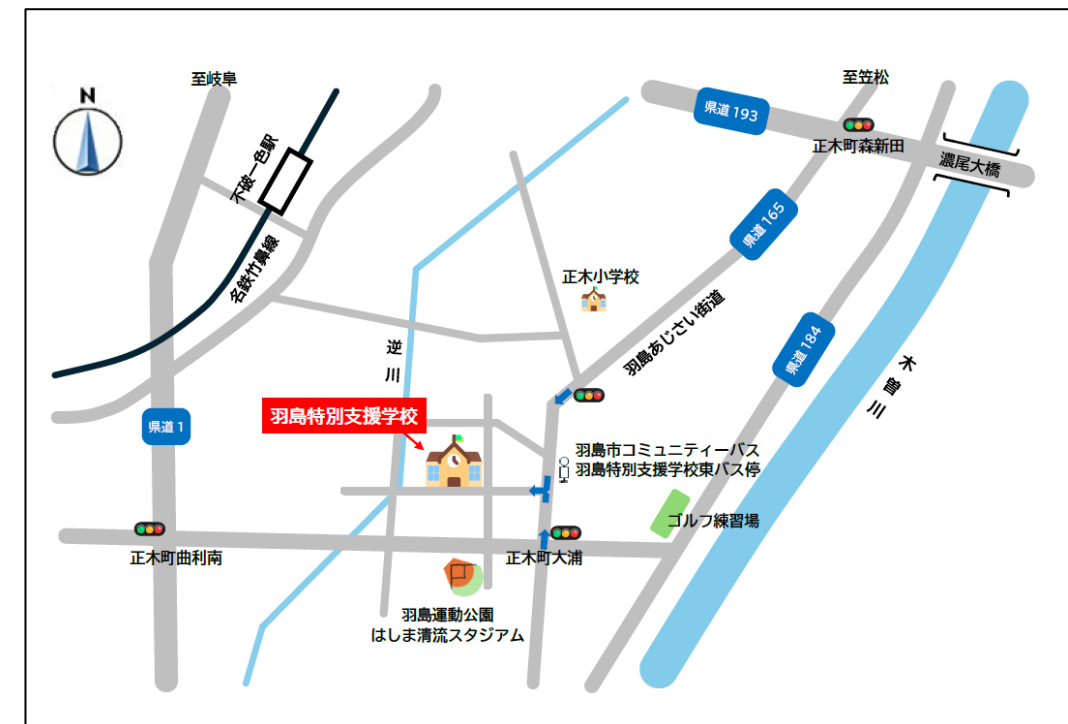 至岐阜
至笠松
N
県道 193
正木町森新田
濃尾大橋
不破一色駅
県道 165
名鉄竹鼻線
正木小学校
羽島あじさい街道
県道 184
逆川
木曽川
羽島特別支援学校
県道 1
羽島市コミュニティーバス
羽島特別支援学校東バス停
ゴルフ練習場
正木町曲利南
正木町大浦
羽島運動公園
はしま清流スタジアム